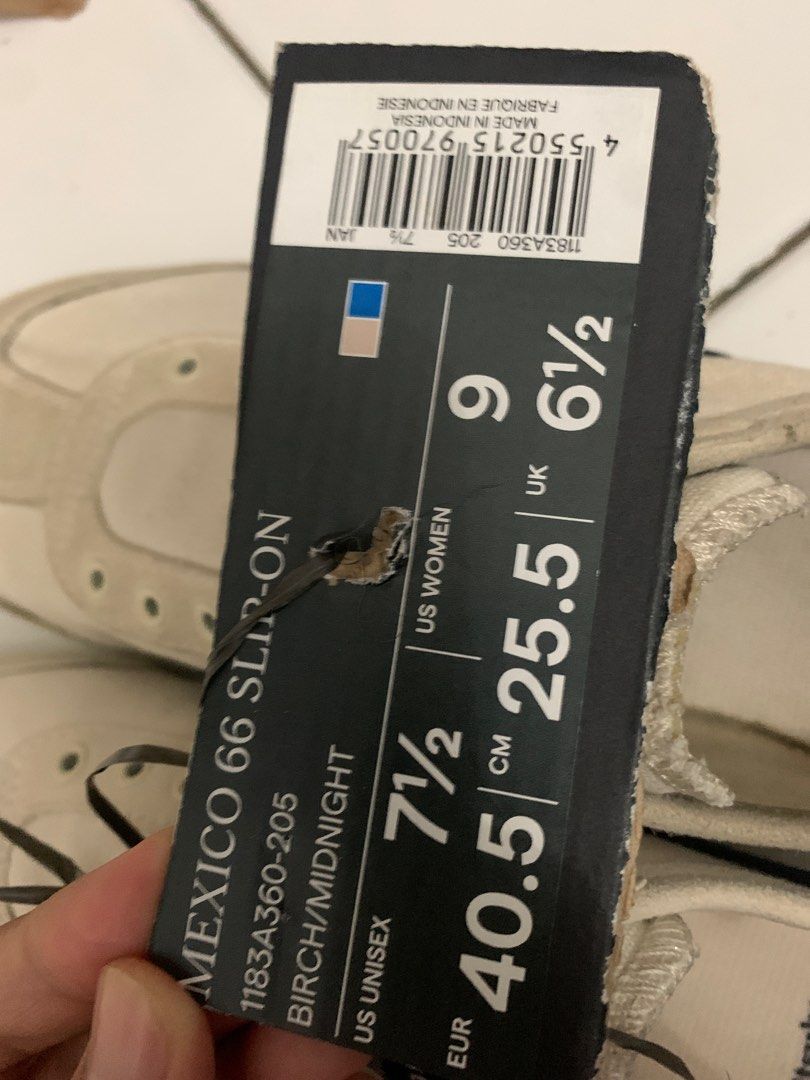 MEXICO 66 SLIP-ON
1183A360-205
BIRCH/MIDNIGHT
US UNISEX 7½ US WOMEN 9
EUR 40.5 CM 25.5 UK 6½
1183A360 205 7½ JAN
4 550215 970057
MADE IN INDONESIA
FABRIQUE EN INDONESIE